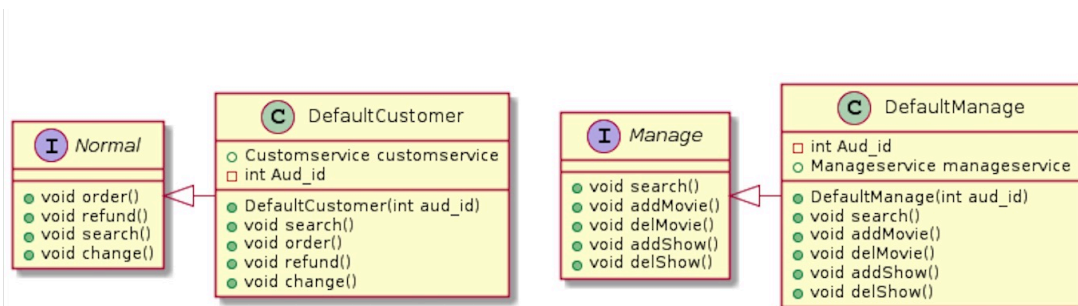 I Normal
void order()
void refund()
void search()
void change()
C DefaultCustomer
Customservice customservice
int Aud_id
DefaultCustomer(int aud_id)
void search()
void order()
void refund()
void change()
I Manage
void search()
void addMovie()
void delMovie()
void addShow()
void delShow()
C DefaultManage
int Aud_id
Manageservice manageservice
DefaultManage(int aud_id)
void search()
void addMovie()
void delMovie()
void addShow()
void delShow()